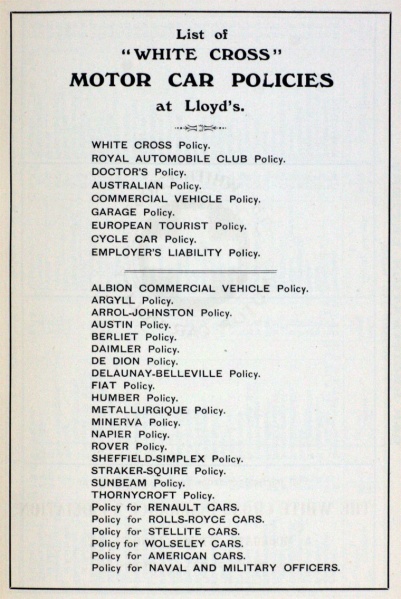 List of
"WHITE CROSS"
MOTOR CAR POLICIES
at Lloyd's.
WHITE CROSS Policy.
ROYAL AUTOMOBILE CLUB Policy.
DOCTOR'S Policy.
AUSTRALIAN Policy.
COMMERCIAL VEHICLE Policy.
GARAGE Policy.
EUROPEAN TOURIST Policy.
CYCLE CAR Policy.
EMPLOYER'S LIABILITY Policy.
ALBION COMMERCIAL VEHICLE Policy.
ARGYLL Policy.
ARROL-JOHNSTON Policy.
AUSTIN Policy.
BERLIET Policy.
DAIMLER Policy.
DE DION Policy.
DELAUNAY-BELLEVILLE Policy.
FIAT Policy.
HUMBER Policy.
METALLURGIQUE Policy.
MINERVA Policy.
NAPIER Policy.
ROVER Policy.
SHEFFIELD-SIMPLEX Policy.
STRAKER-SQUIRE Policy.
SUNBEAM Policy.
THORNYCROFT Policy.
Policy for RENAULT CARS.
Policy for ROLLS-ROYCE CARS.
Policy for STELLITE CARS.
Policy for WOLSELEY CARS.
Policy for AMERICAN CARS.
Policy for NAVAL AND MILITARY OFFICERS.